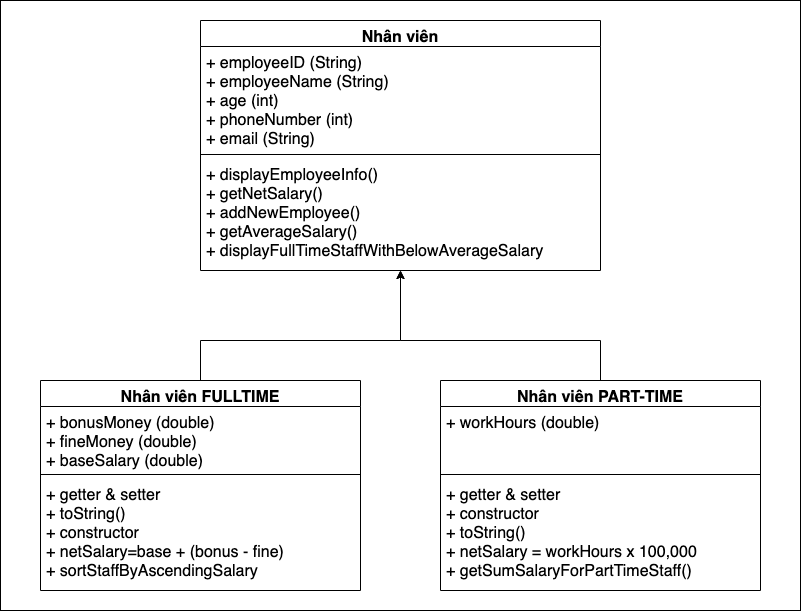 Nhân viên
+ employeeID (String)
+ employeeName (String)
+ age (int)
+ phoneNumber (int)
+ email (String)
+ displayEmployeeInfo()
+ getNetSalary()
+ addNewEmployee()
+ getAverageSalary()
+ displayFullTimeStaffWithBelowAverageSalary
Nhân viên FULLTIME
+ bonusMoney (double)
+ fineMoney (double)
+ baseSalary (double)
+ getter & setter
+ toString()
+ constructor
+ netSalary=base + (bonus - fine)
+ sortStaffByAscendingSalary
Nhân viên PART-TIME
+ workHours (double)
+ getter & setter
+ constructor
+ toString()
+ netSalary = workHours x 100,000
+ getSumSalaryForPartTimeStaff()